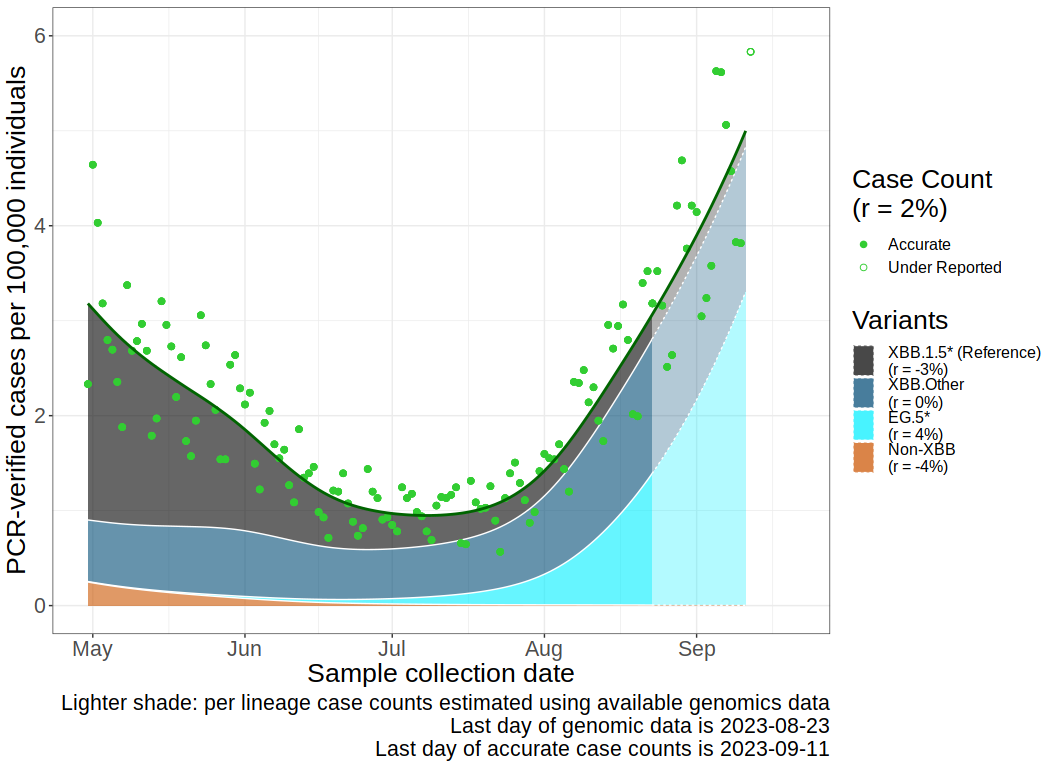 PCR-verified cases per 100,000 individuals
6
4
2
0
May Jun Jul Aug Sep
Sample collection date
Lighter shade: per lineage case counts estimated using available genomics data
Last day of genomic data is 2023-08-23
Last day of accurate case counts is 2023-09-11
Case Count
(r = 2%)
Accurate
Under Reported
Variants
XBB.1.5* (Reference)
(r = -3%)
XBB.Other
(r = 0%)
EG.5*
(r = 4%)
Non-XBB
(r = -4%)